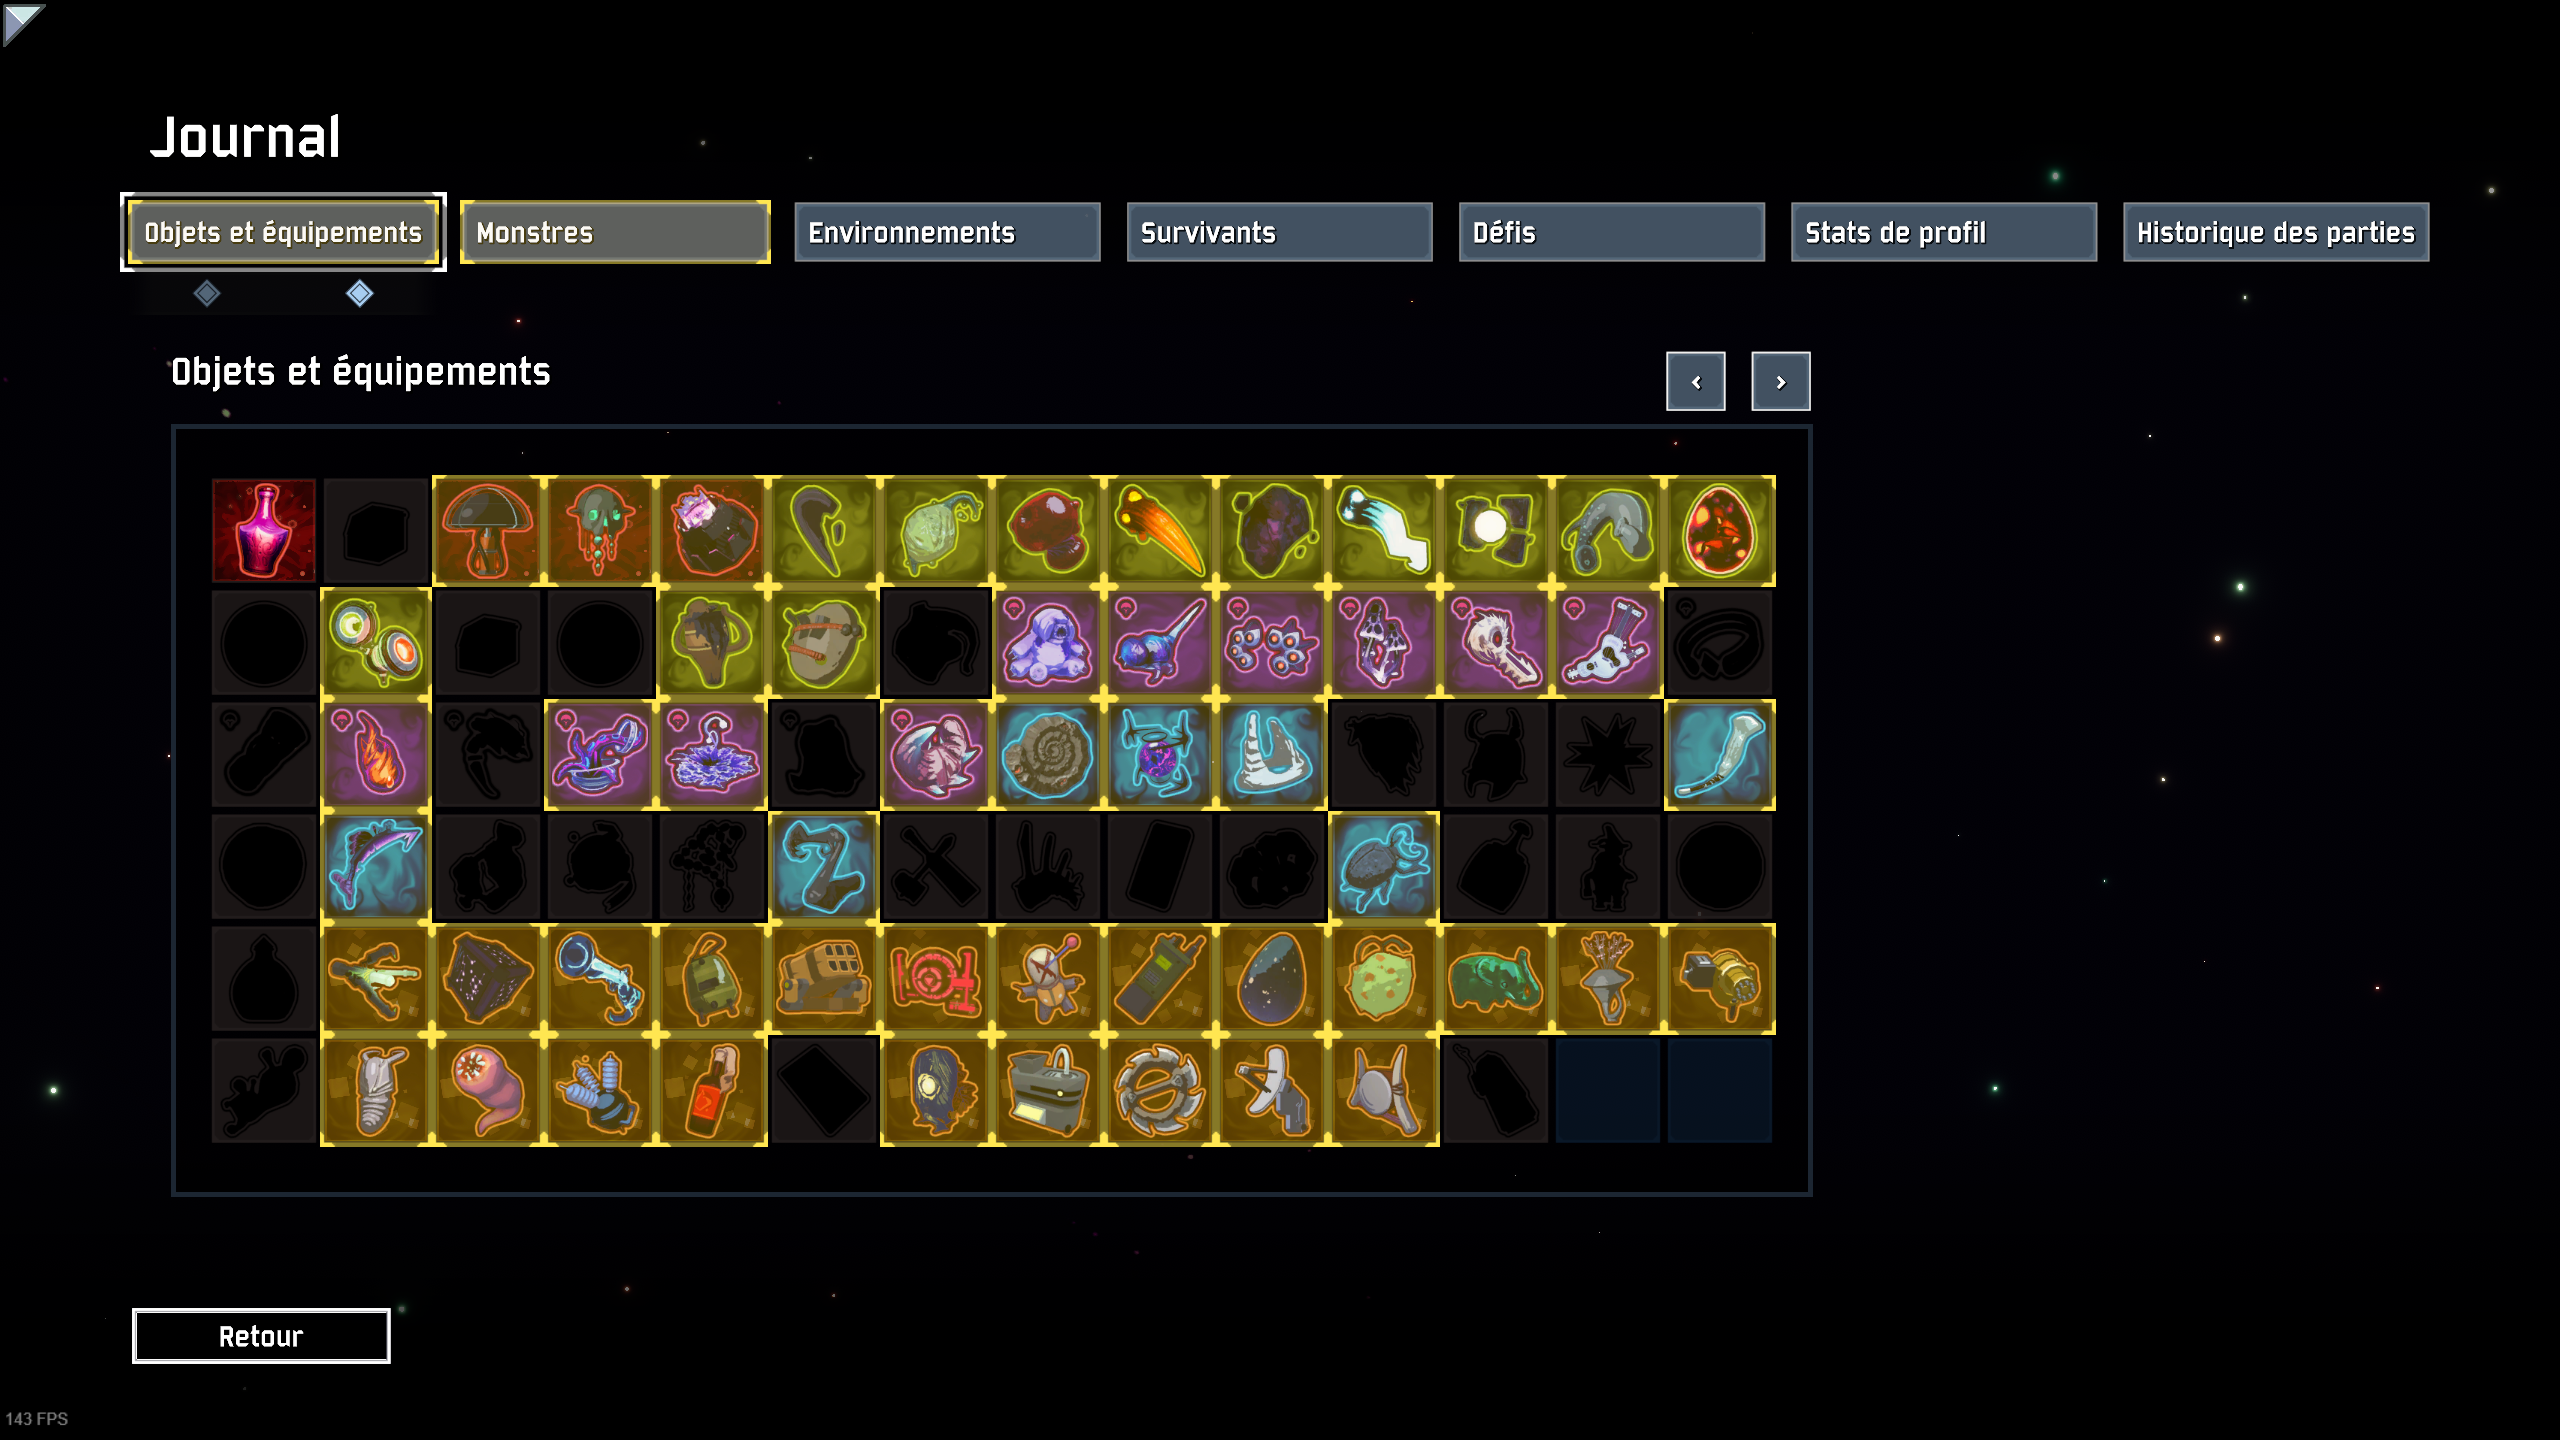 Journal
Objets et équipements
Monstres
Environnements
Survivants
Défis
Stats de profil
Historique des parties
Objets et équipements
Retour
143 FPS